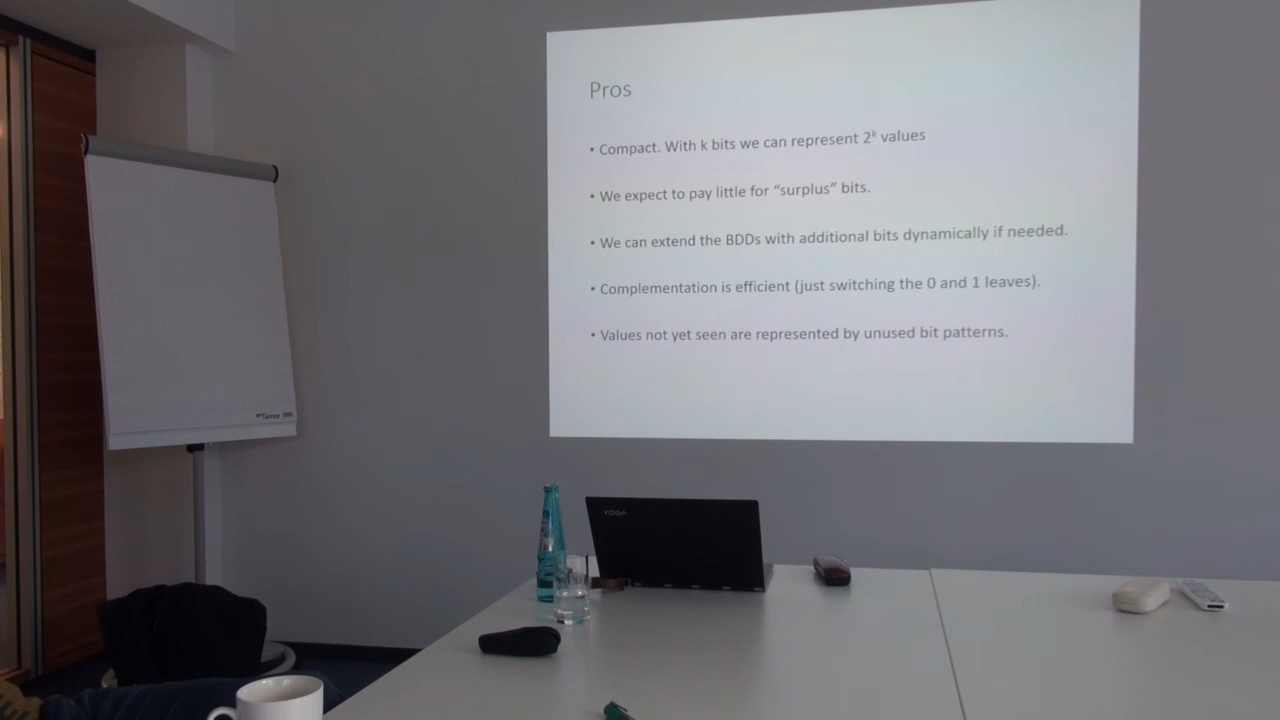 Pros
• Compact. With k bits we can represent 2ᵏ values
• We expect to pay little for “surplus” bits.
• We can extend the BDDs with additional bits dynamically if needed.
• Complementation is efficient (just switching the 0 and 1 leaves).
• Values not yet seen are represented by unused bit patterns.
YOGA